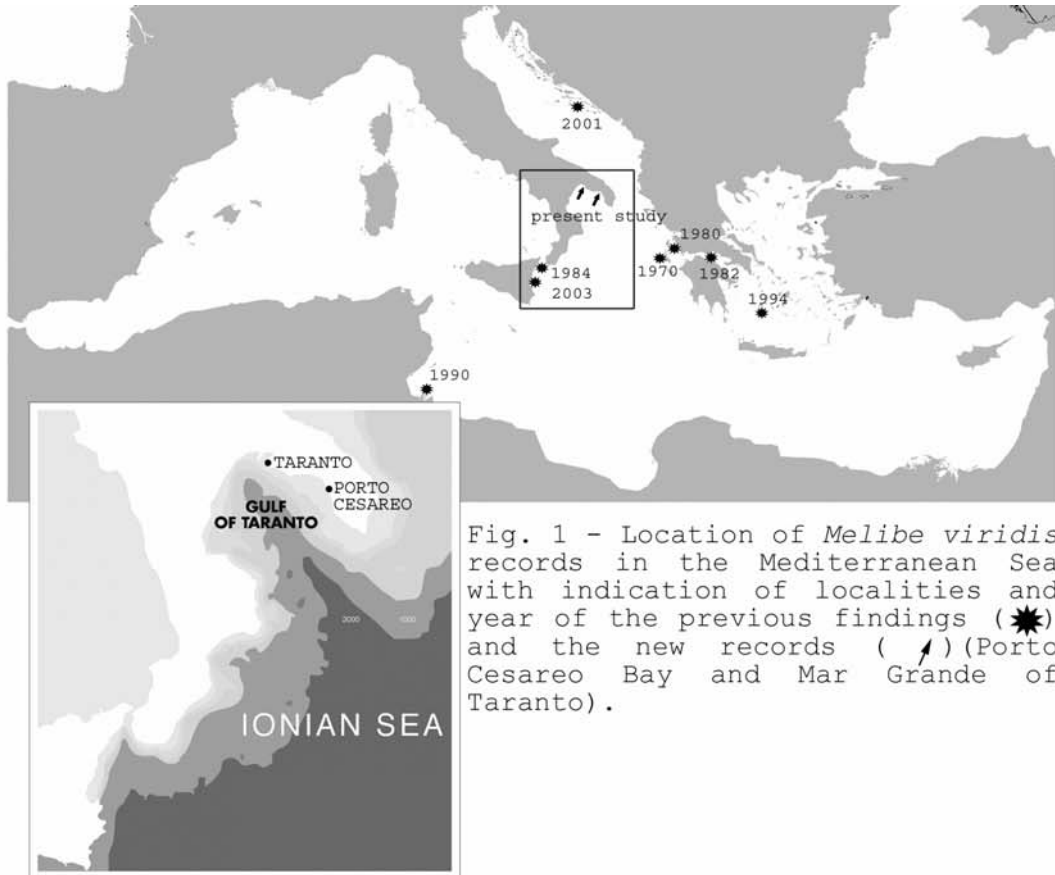 2001
present study
1980
1970
1982
1984
2003
1994
1990
TARANTO
PORTO
CESAREO
GULF
OF TARANTO
2000
1000
IONIAN SEA
Fig. 1 - Location of Melibe viridis
records in the Mediterranean Sea
with indication of localities and
year of the previous findings (✸)
and the new records ( ↗)(Porto
Cesareo Bay and Mar Grande of
Taranto).